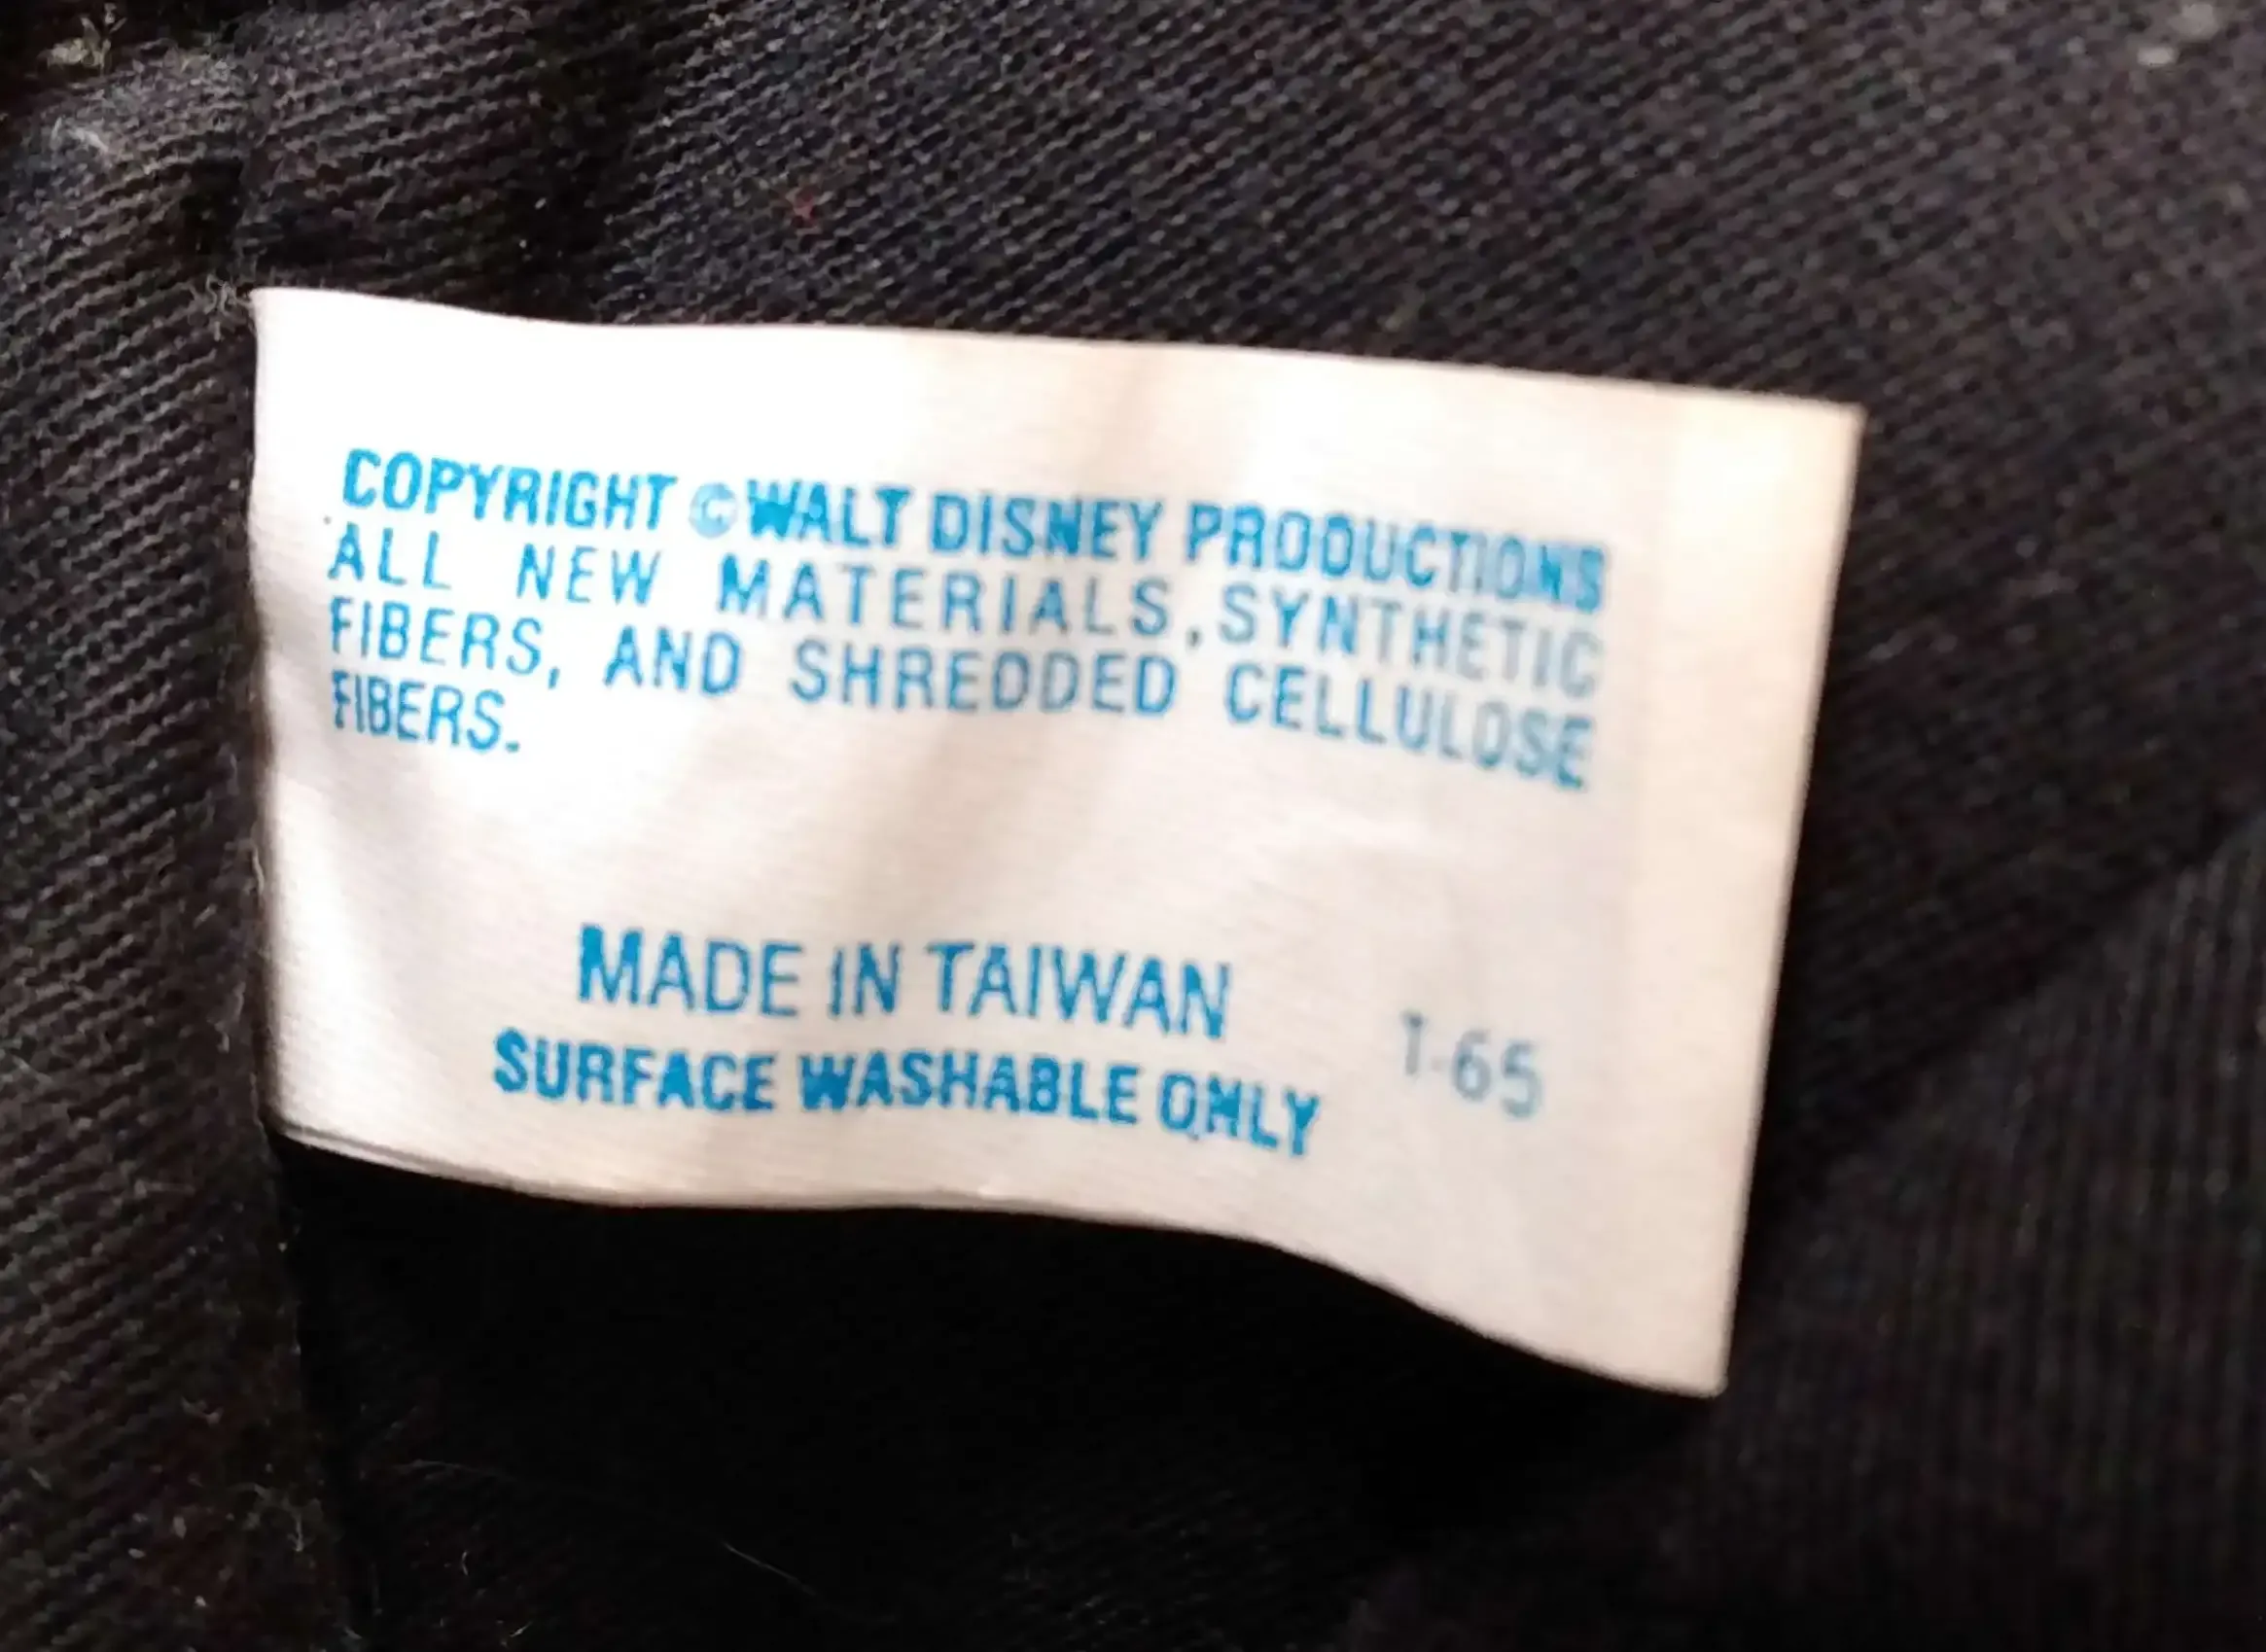 COPYRIGHT © WALT DISNEY PRODUCTIONS
ALL NEW MATERIALS, SYNTHETIC
FIBERS, AND SHREDDED CELLULOSE
FIBERS.
MADE IN TAIWAN
SURFACE WASHABLE ONLY
T-65